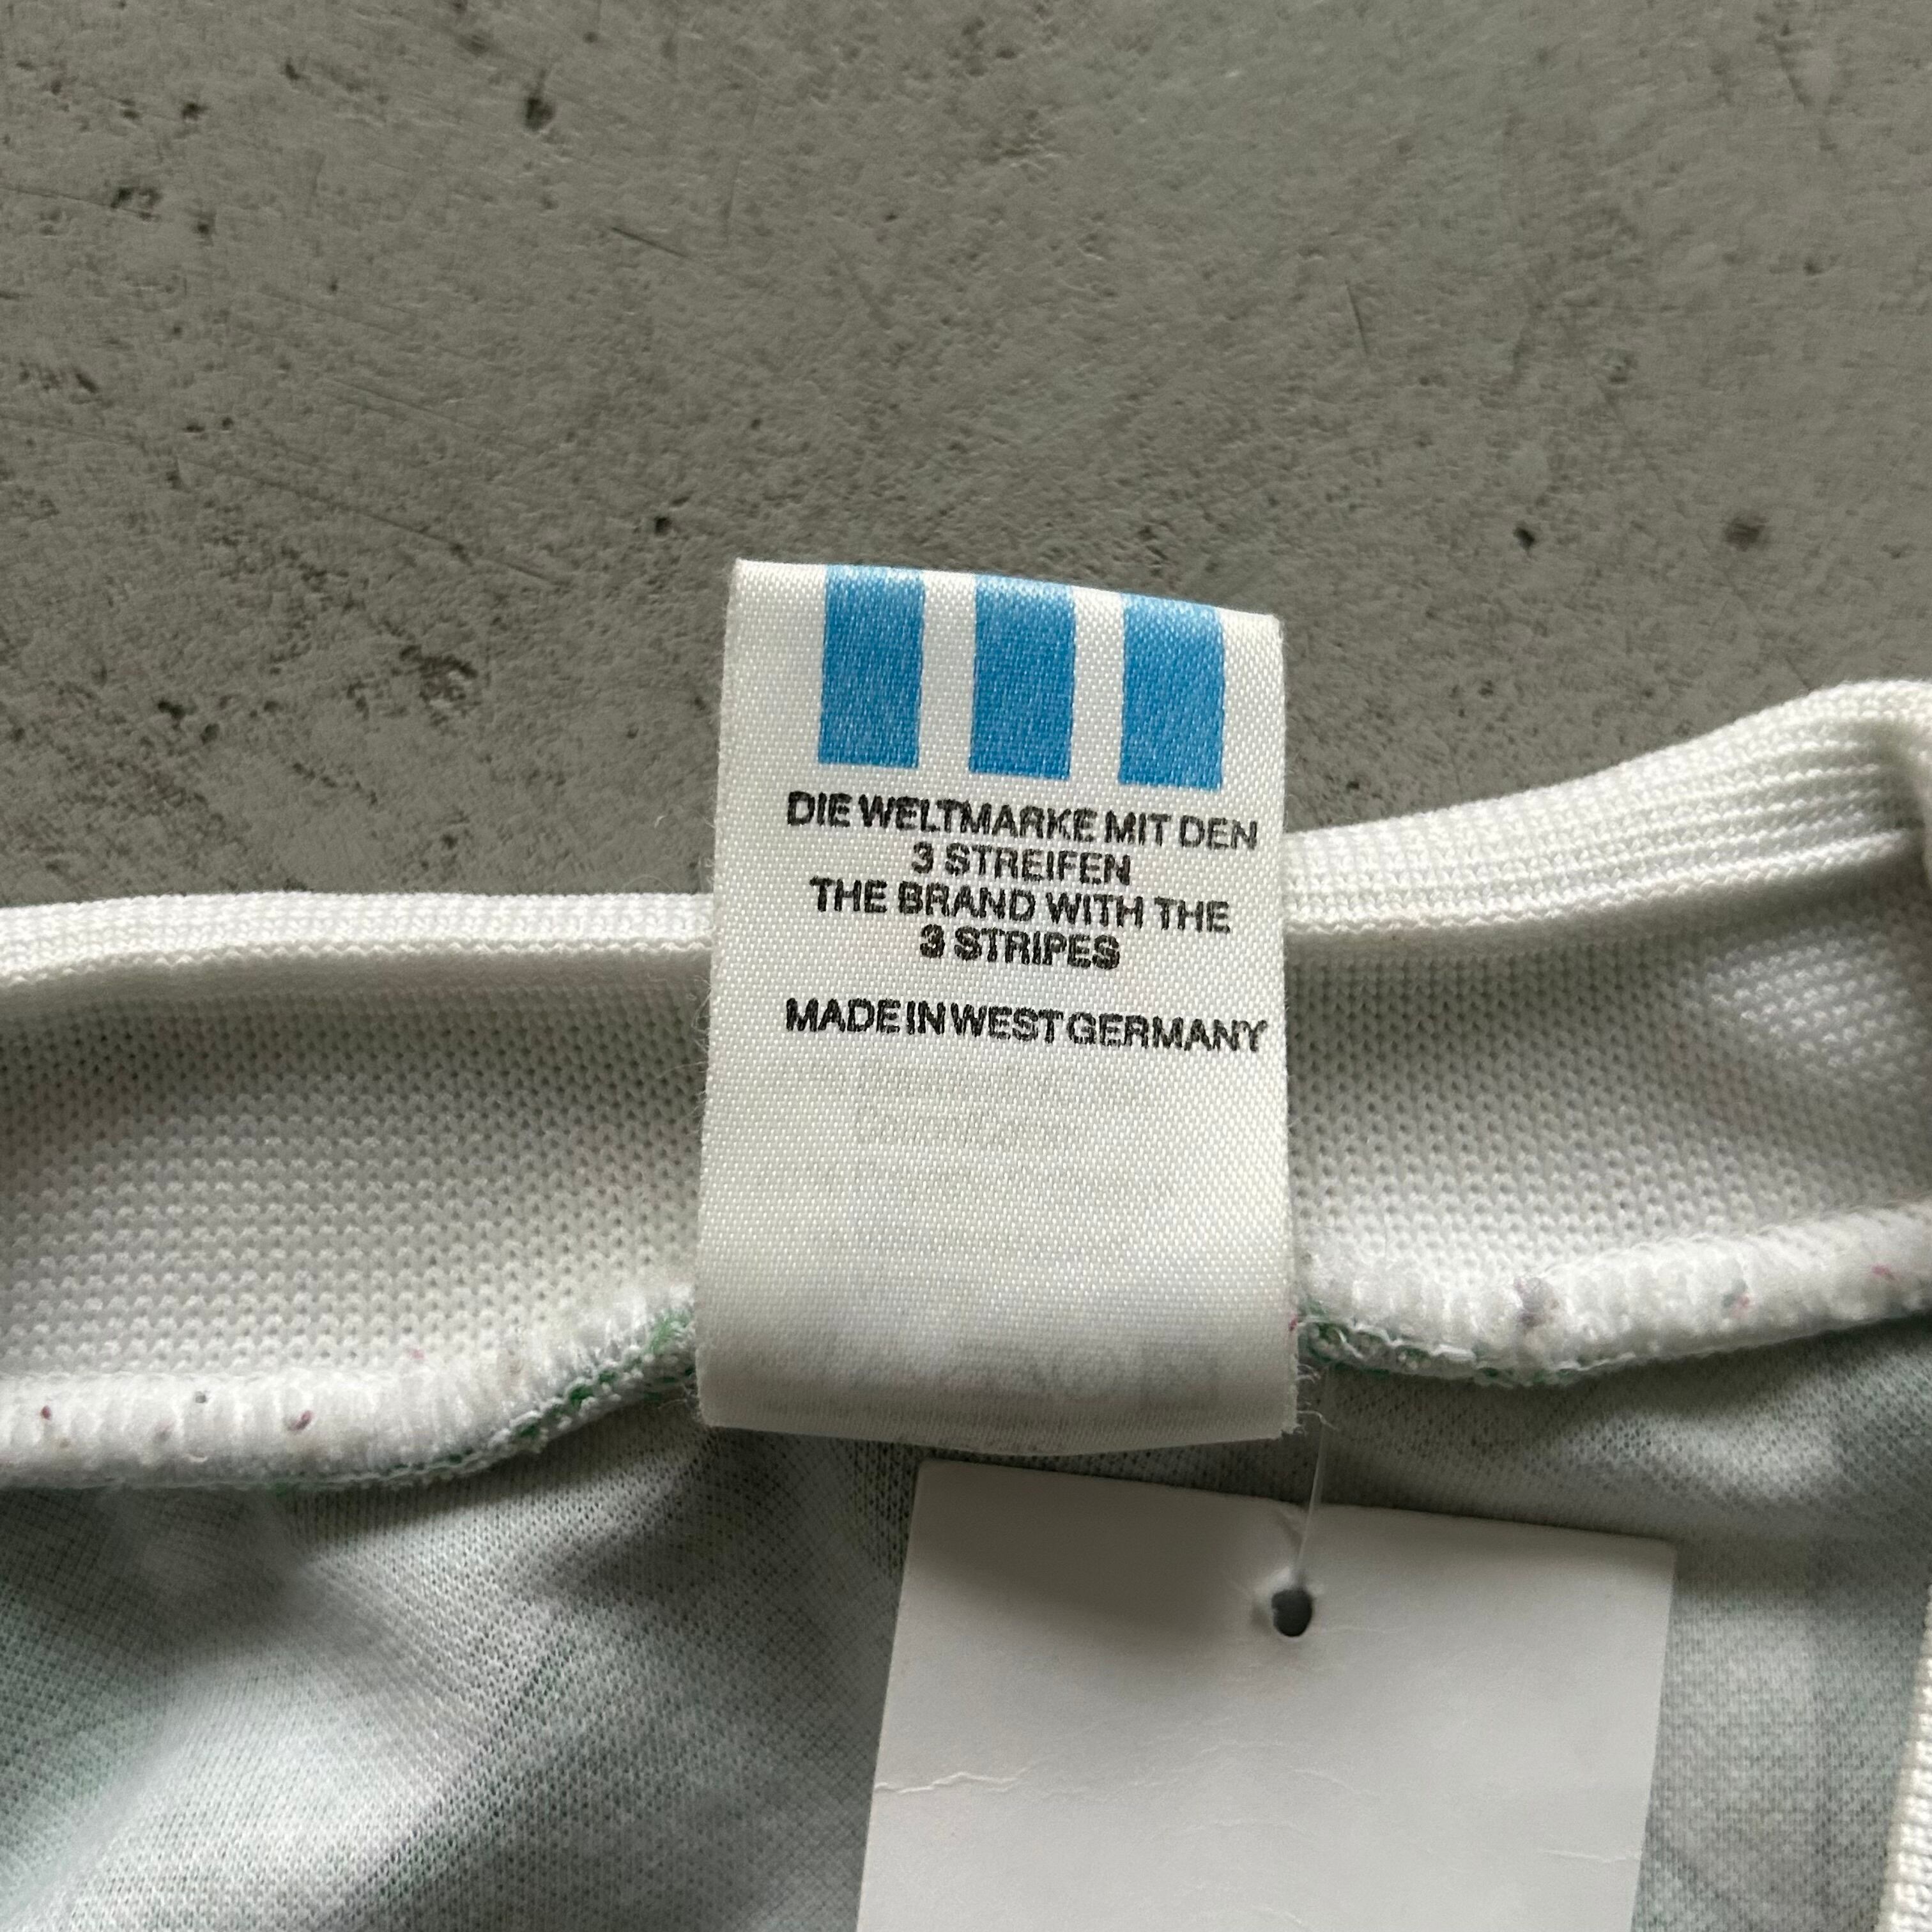 DIE WELTMARKE MIT DEN
3 STREIFEN
THE BRAND WITH THE
3 STRIPES
MADE IN WEST GERMANY